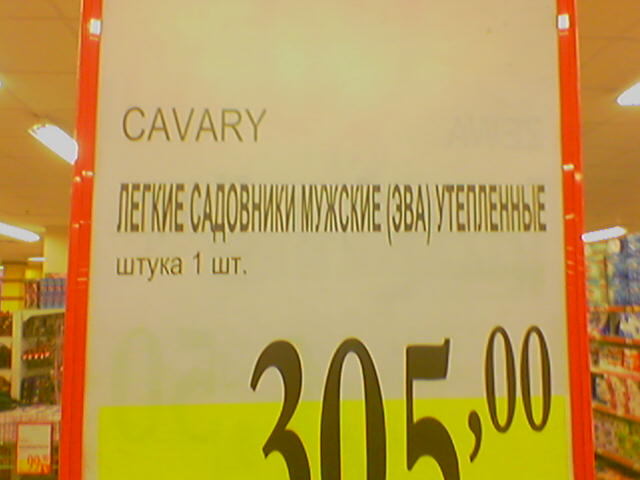 CAVARY
ЛЕГКИЕ САДОВНИКИ МУЖСКИЕ (ЭВА) УТЕПЛЕННЫЕ
штука 1 шт.
305,00